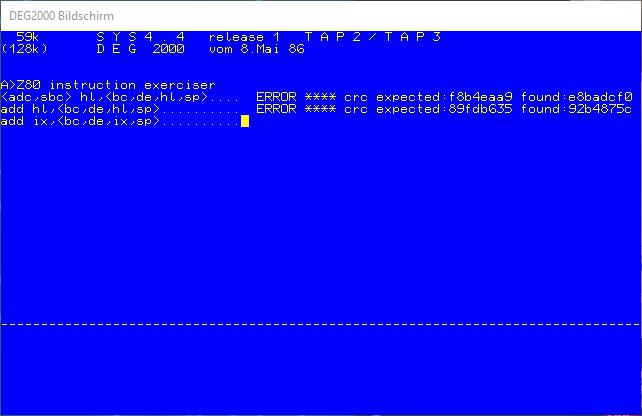 DEG2000 Bildschirm
59k S Y S 4 . 4 release 1 T A P 2 / T A P 3
(128k) D E G 2000 vom 8.Mai 86
A>Z80 instruction exerciser
<adc,sbc> hl,<bc,de,hl,sp>.... ERROR **** crc expected:f8b4eaa9 found:e8badcf0
add hl,<bc,de,hl,sp>.......... ERROR **** crc expected:89fdb635 found:92b4875c
add ix,<bc,de,ix,sp>..........